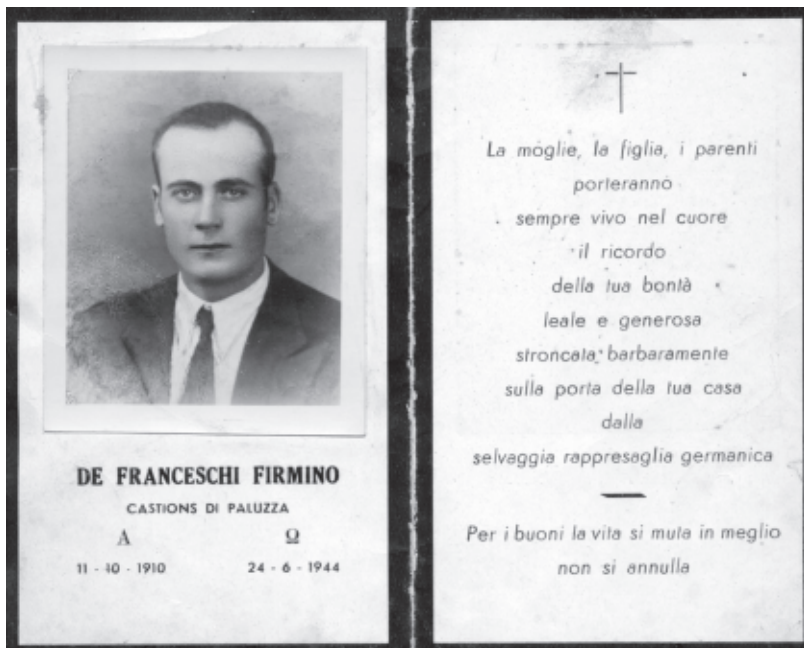 DE FRANCESCHI FIRMINO
CASTIONS DI PALUZZA
A Ω
11 - 10 - 1910 24 - 6 - 1944
La moglie, la figlia, i parenti
porteranno
sempre vivo nel cuore
il ricordo
della tua bontà
leale e generosa
stroncata barbaramente
sulla porta della tua casa
dalla
selvaggia rappresaglia germanica
Per i buoni la vita si muta in meglio
non si annulla